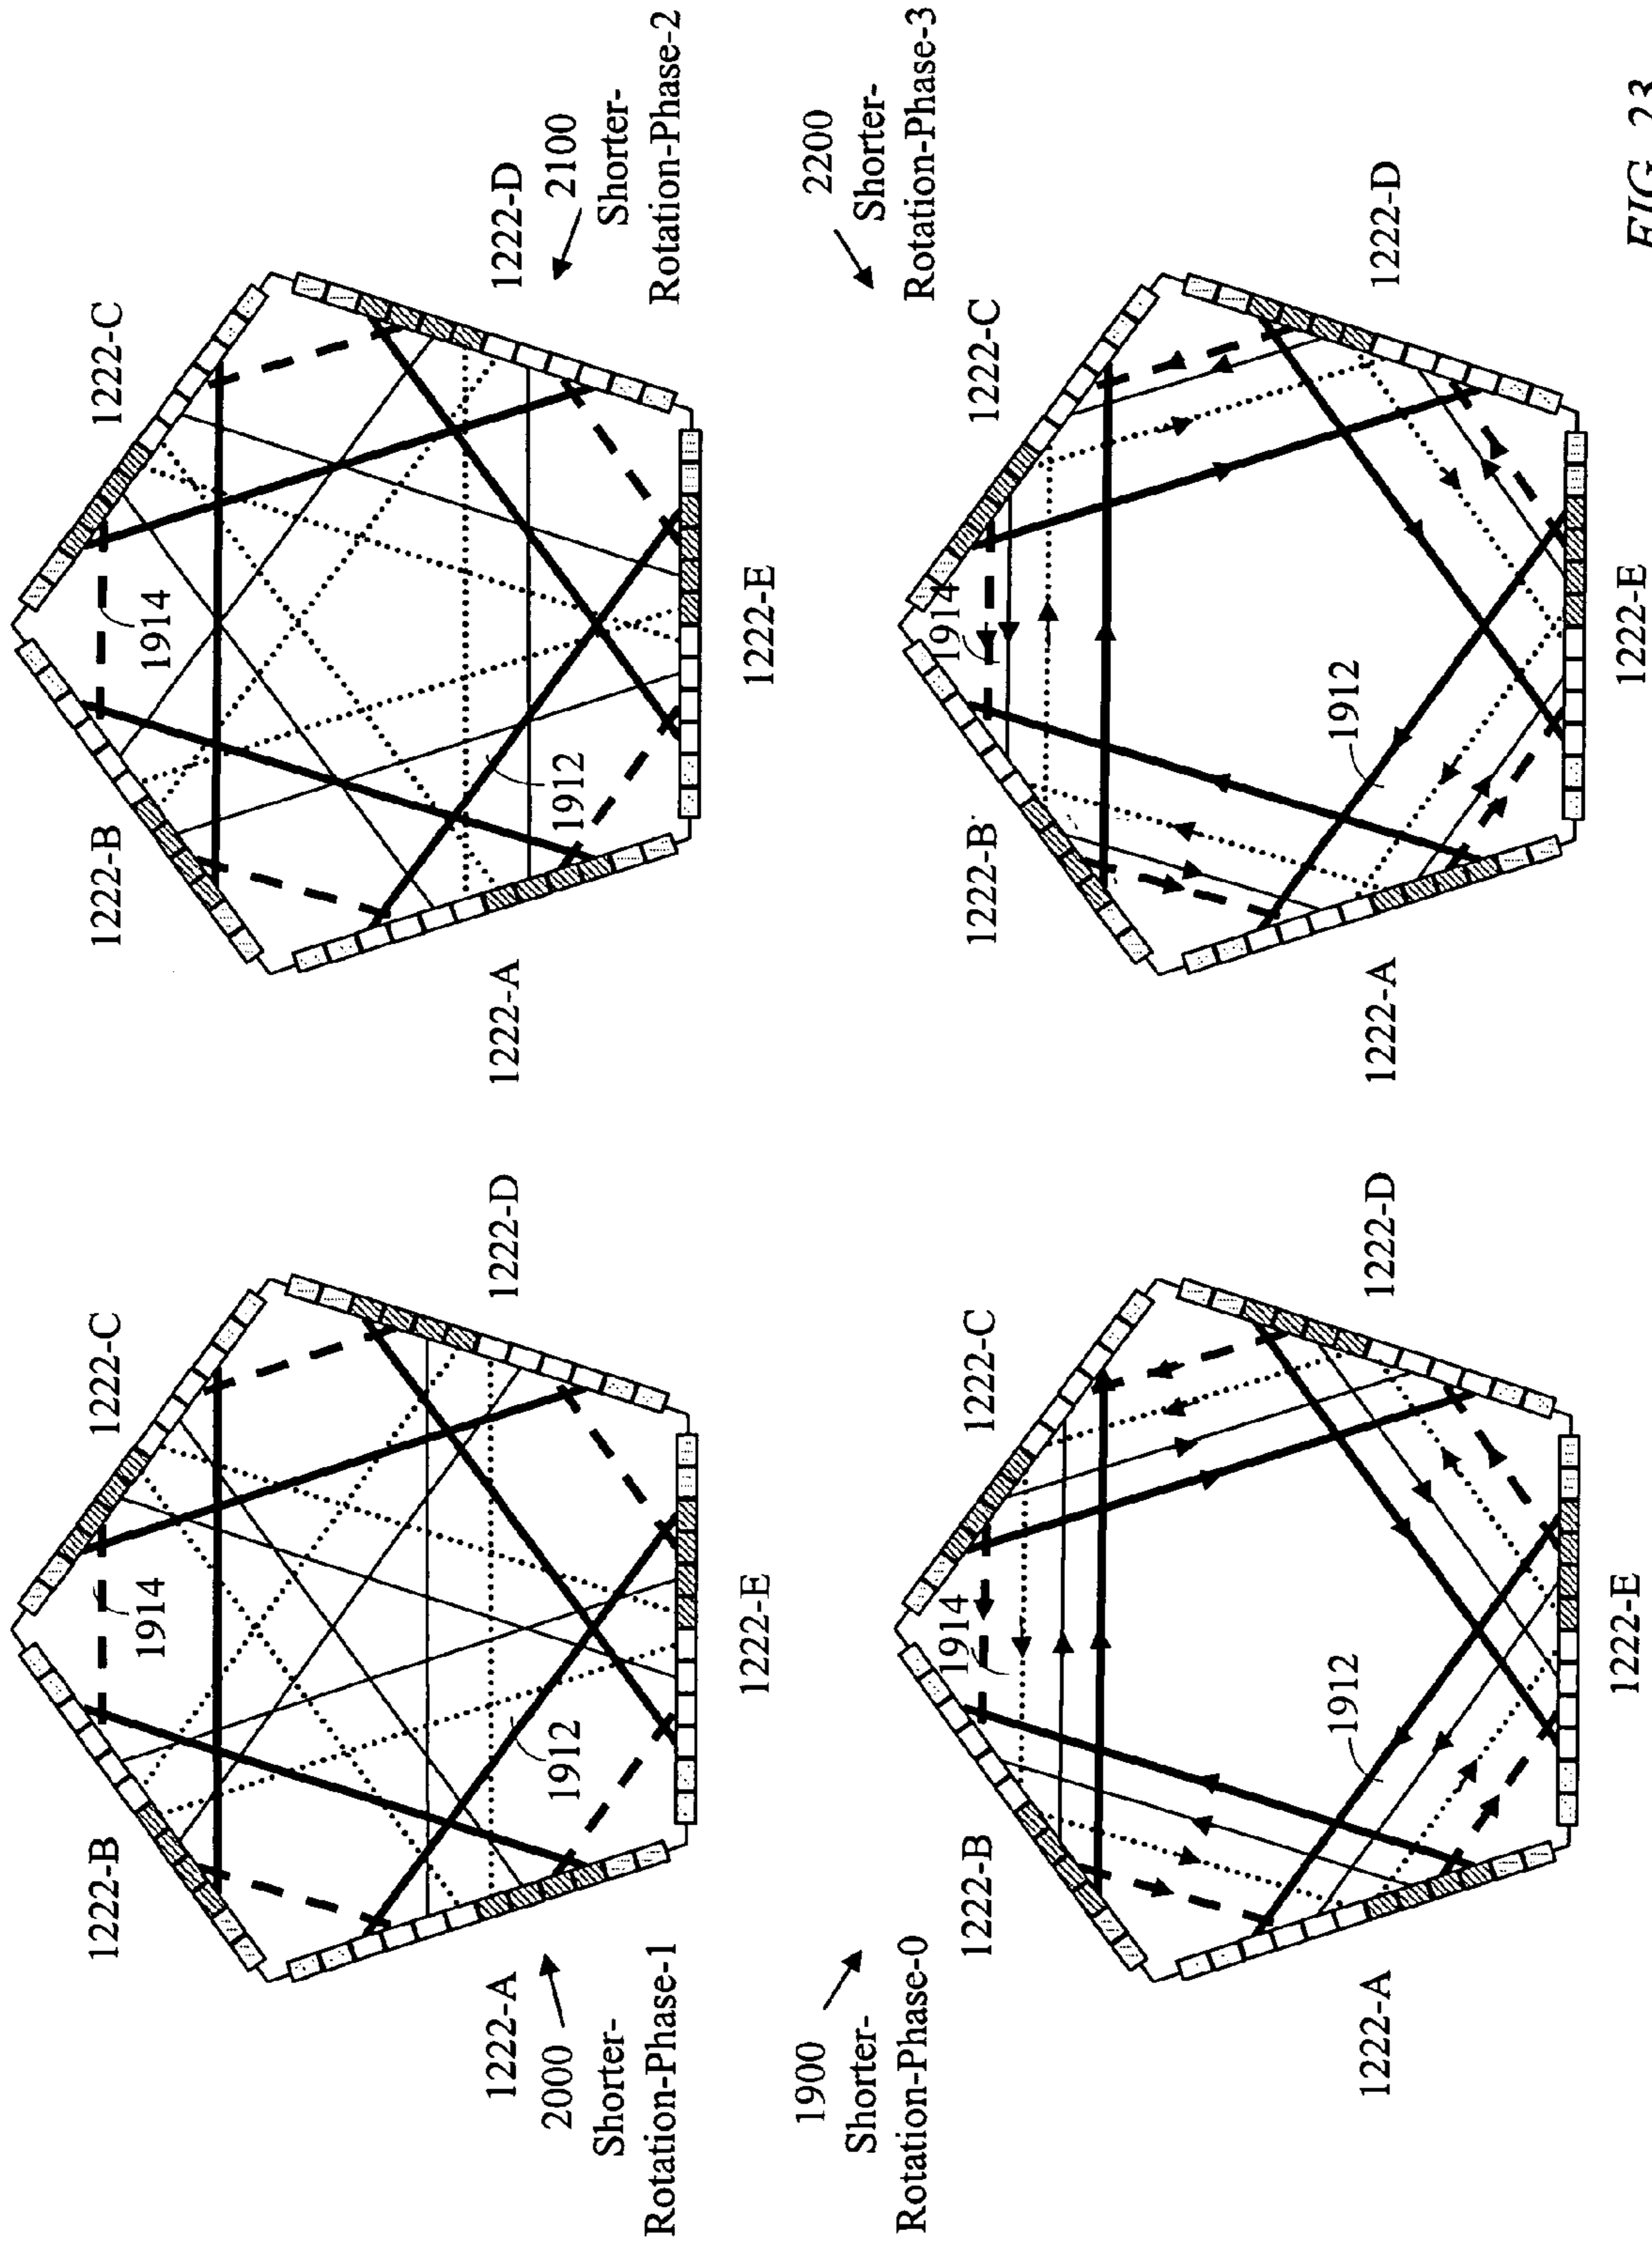 1222-B
1222-C
1914
1912
1222-A
1222-D
1222-E
2000
Shorter-
Rotation-Phase-1
1222-B
1222-C
1914
1912
1222-A
1222-D
1222-E
2100
Shorter-
Rotation-Phase-2
1900
Shorter-
Rotation-Phase-0
1222-B
1222-C
1914
1912
1222-A
1222-D
1222-E
2200
Shorter-
Rotation-Phase-3
1222-B
1222-C
1914
1912
1222-A
1222-D
1222-E
FIG. 23